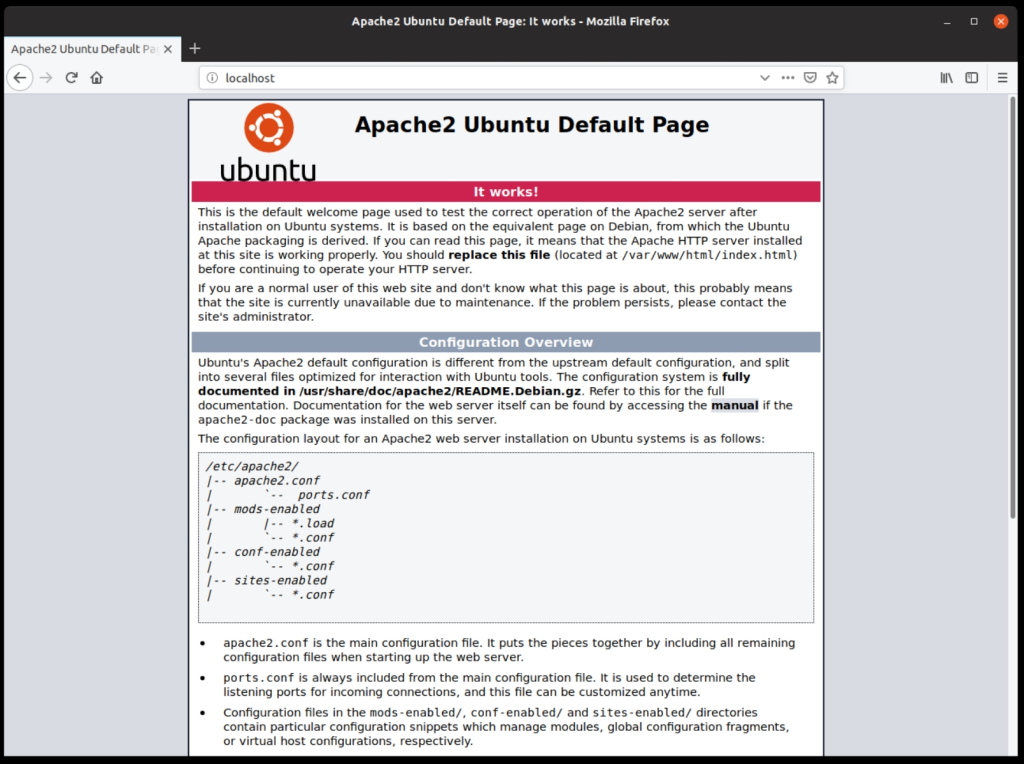 Apache2 Ubuntu Default Page: It works - Mozilla Firefox
Apache2 Ubuntu Default Pa
localhost
ubuntu
Apache2 Ubuntu Default Page
It works!
This is the default welcome page used to test the correct operation of the Apache2 server after
installation on Ubuntu systems. It is based on the equivalent page on Debian, from which the Ubuntu
Apache packaging is derived. If you can read this page, it means that the Apache HTTP server installed
at this site is working properly. You should replace this file (located at /var/www/html/index.html)
before continuing to operate your HTTP server.
If you are a normal user of this web site and don't know what this page is about, this probably means
that the site is currently unavailable due to maintenance. If the problem persists, please contact the
site's administrator.
Configuration Overview
Ubuntu's Apache2 default configuration is different from the upstream default configuration, and split
into several files optimized for interaction with Ubuntu tools. The configuration system is fully
documented in /usr/share/doc/apache2/README.Debian.gz. Refer to this for the full
documentation. Documentation for the web server itself can be found by accessing the manual if the
apache2-doc package was installed on this server.
The configuration layout for an Apache2 web server installation on Ubuntu systems is as follows:
/etc/apache2/
|-- apache2.conf
|       `--  ports.conf
|-- mods-enabled
|       |-- *.load
|       `-- *.conf
|-- conf-enabled
|       `-- *.conf
|-- sites-enabled
|       `-- *.conf
• apache2.conf is the main configuration file. It puts the pieces together by including all remaining
configuration files when starting up the web server.
• ports.conf is always included from the main configuration file. It is used to determine the
listening ports for incoming connections, and this file can be customized anytime.
• Configuration files in the mods-enabled/, conf-enabled/ and sites-enabled/ directories
contain particular configuration snippets which manage modules, global configuration fragments,
or virtual host configurations, respectively.